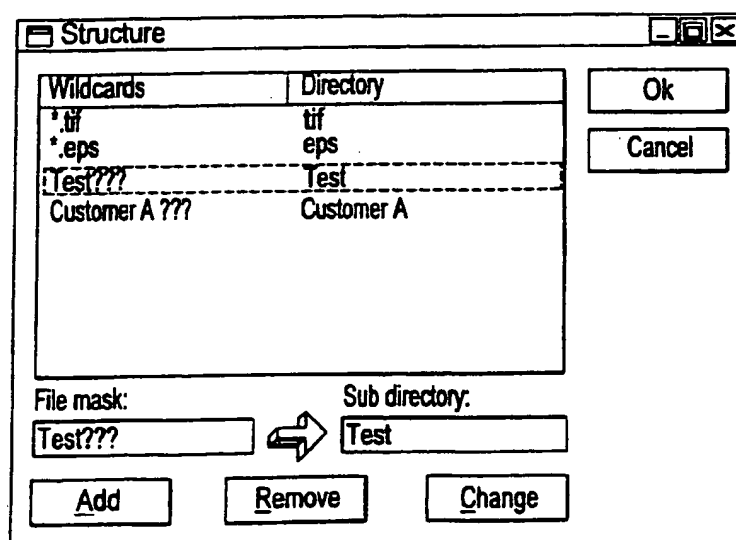 Structure
Wildcards Directory
*.tif tif
*.eps eps
Test??? Test
Customer A ??? Customer A
Ok
Cancel
File mask: Sub directory:
Test??? Test
Add Remove Change